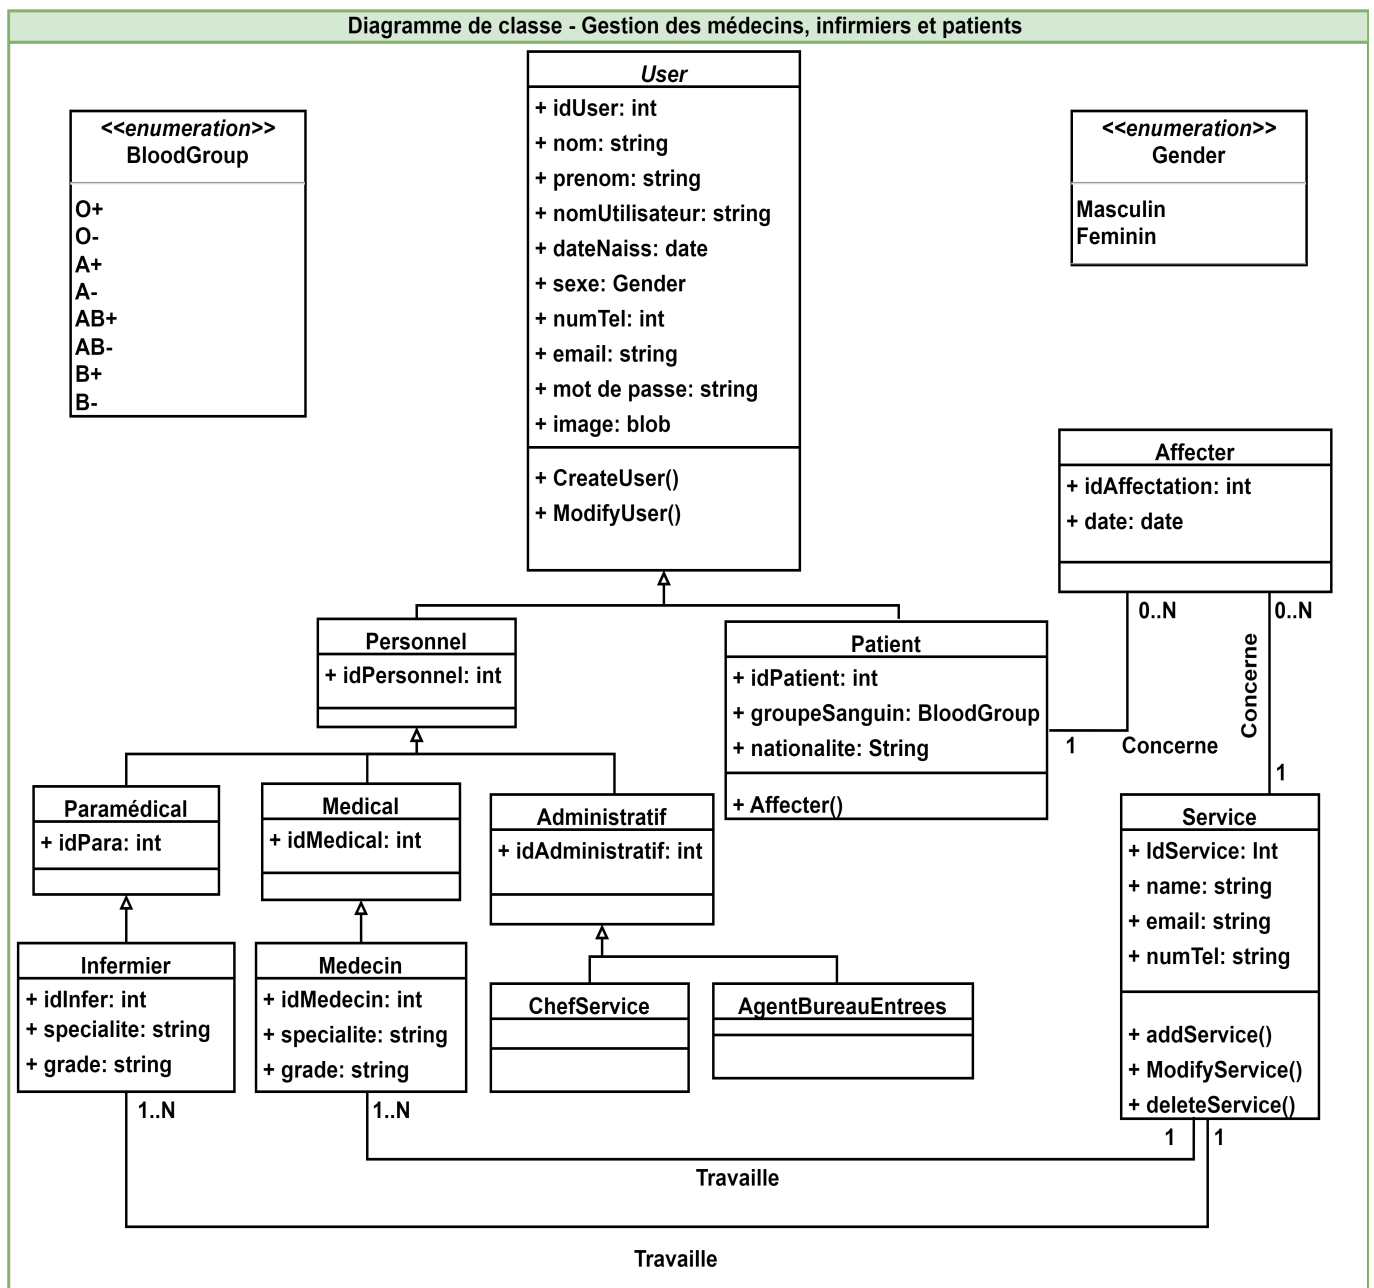 Diagramme de classe - Gestion des médecins, infirmiers et patients
User
+ idUser: int
+ nom: string
+ prenom: string
+ nomUtilisateur: string
+ dateNaiss: date
+ sexe: Gender
+ numTel: int
+ email: string
+ mot de passe: string
+ image: blob
+ CreateUser()
+ ModifyUser()
<<enumeration>>
BloodGroup
O+
O-
A+
A-
AB+
AB-
B+
B-
<<enumeration>>
Gender
Masculin
Feminin
Affecter
+ idAffectation: int
+ date: date
0..N
0..N
Concerne
1
Concerne
1
Personnel
+ idPersonnel: int
Patient
+ idPatient: int
+ groupeSanguin: BloodGroup
+ nationalite: String
+ Affecter()
Paramédical
+ idPara: int
Medical
+ idMedical: int
Administratif
+ idAdministratif: int
Service
+ IdService: Int
+ name: string
+ email: string
+ numTel: string
+ addService()
+ ModifyService()
+ deleteService()
Infermier
+ idInfer: int
+ specialite: string
+ grade: string
Medecin
+ idMedecin: int
+ specialite: string
+ grade: string
ChefService
AgentBureauEntrees
1..N
1..N
1
1
Travaille
Travaille